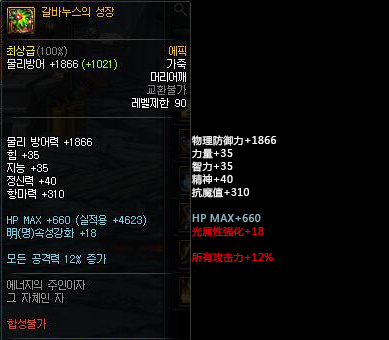 갈바누스의 성장
최상급(100%) 에픽
물리방어 +1866 (+1021) 가죽
머리어깨
교환불가
레벨제한 90
물리 방어력 +1866
힘 +35
지능 +35
정신력 +40
항마력 +310
HP MAX +660 (실적용 +4623)
明(명)속성강화 +18
모든 공격력 12% 증가
에너지의 주인이자
그 자체인 자
합성불가
物理防御力+1866
力量+35
智力+35
精神+40
抗魔值+310
HP MAX+660
光属性强化+18
所有攻击力+12%